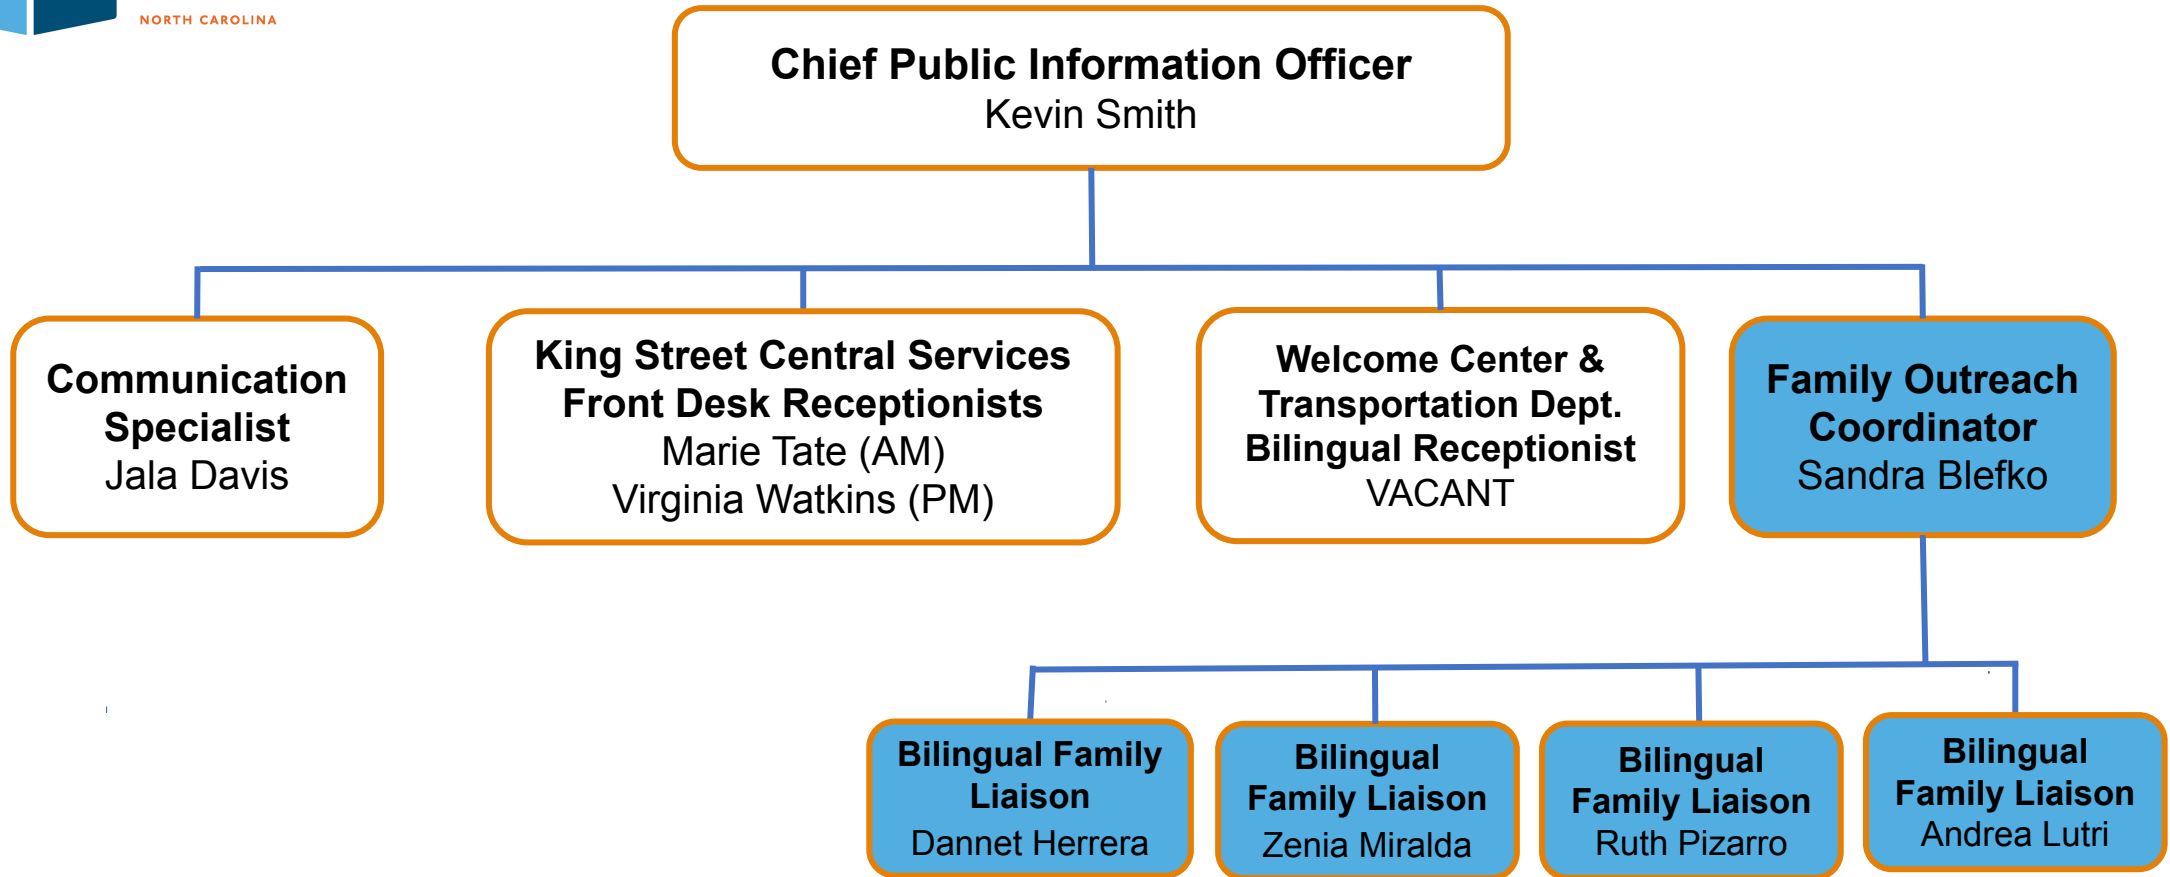 NORTH CAROLINA
Chief Public Information Officer
Kevin Smith
Communication
Specialist
Jala Davis
King Street Central Services
Front Desk Receptionists
Marie Tate (AM)
Virginia Watkins (PM)
Welcome Center &
Transportation Dept.
Bilingual Receptionist
VACANT
Family Outreach
Coordinator
Sandra Blefko
Bilingual Family
Liaison
Dannet Herrera
Bilingual
Family Liaison
Zenia Miralda
Bilingual
Family Liaison
Ruth Pizarro
Bilingual
Family Liaison
Andrea Lutri